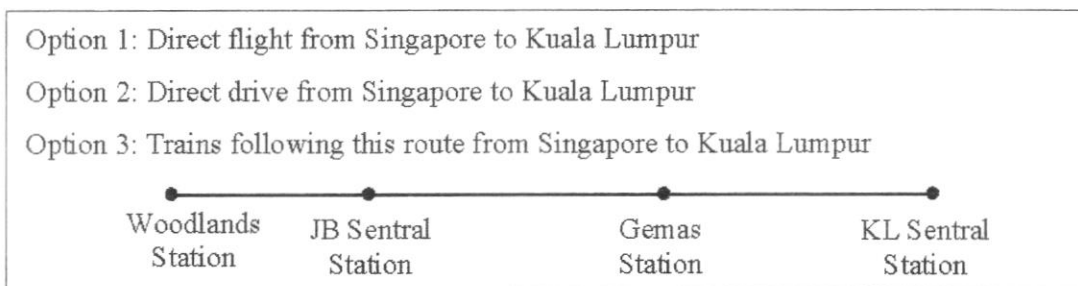 Option 1: Direct flight from Singapore to Kuala Lumpur
Option 2: Direct drive from Singapore to Kuala Lumpur
Option 3: Trains following this route from Singapore to Kuala Lumpur
Woodlands
Station
JB Sentral
Station
Gemas
Station
KL Sentral
Station